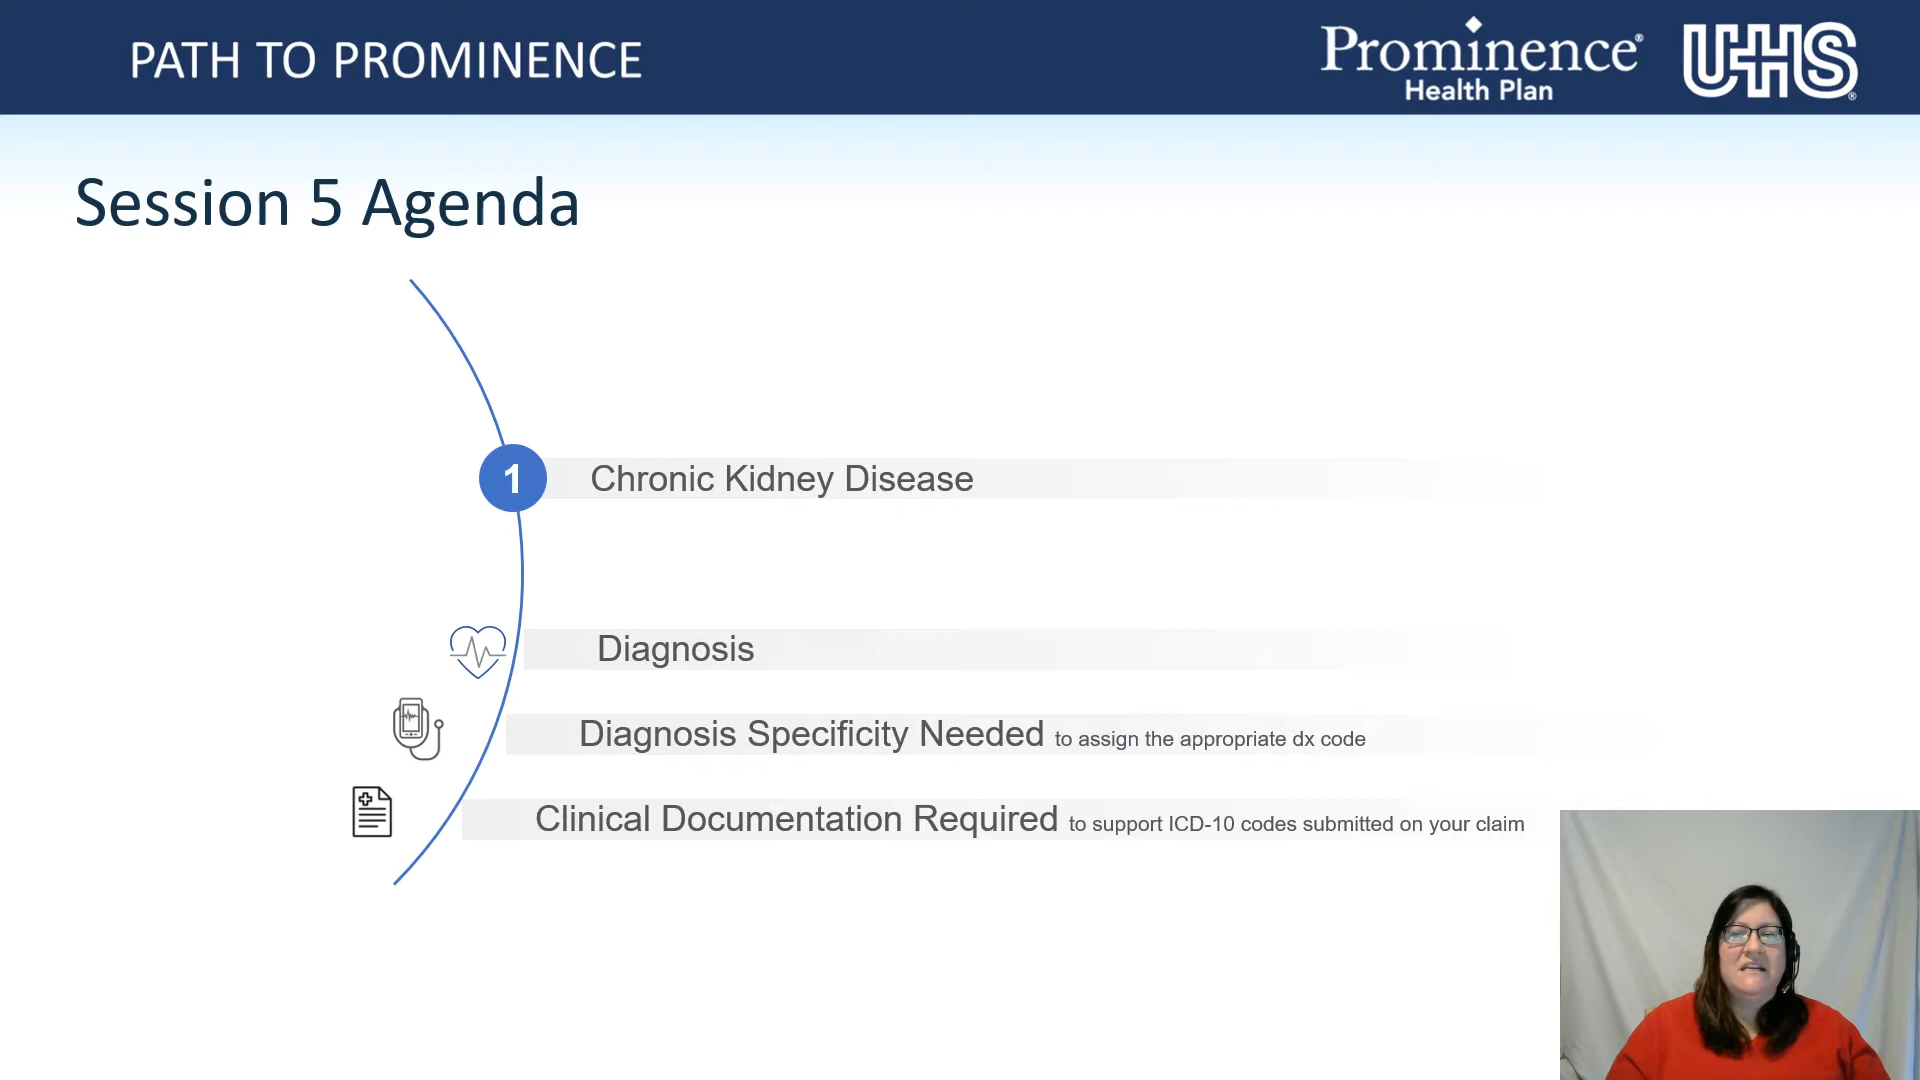 PATH TO PROMINENCE
Prominence®
Health Plan
UHS®
Session 5 Agenda
1 Chronic Kidney Disease
Diagnosis
Diagnosis Specificity Needed to assign the appropriate dx code
Clinical Documentation Required to support ICD-10 codes submitted on your claim